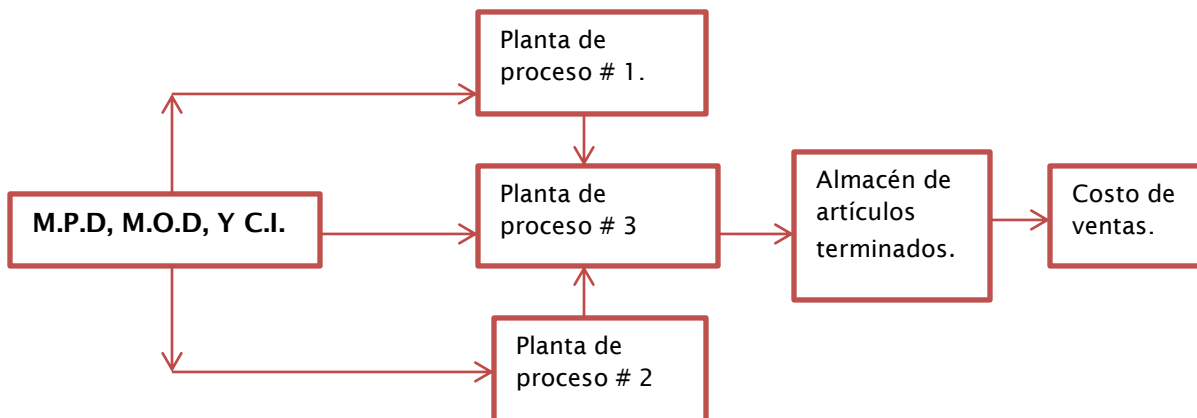 Planta de
proceso # 1.
M.P.D, M.O.D, Y C.I.
Planta de
proceso # 3
Almacén de
artículos
terminados.
Costo de
ventas.
Planta de
proceso # 2